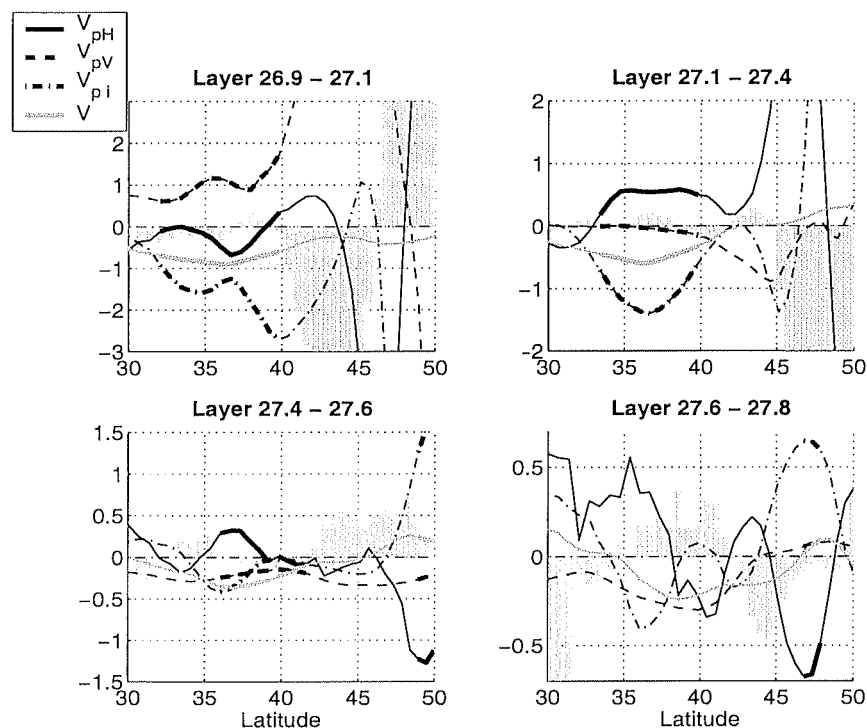 V_pH
V_pV
V_p i
V
Layer 26.9 – 27.1
2
1
0
−1
−2
−3
30 35 40 45 50
Layer 27.1 – 27.4
2
1
0
−1
−2
30 35 40 45 50
Layer 27.4 – 27.6
1.5
1
0.5
0
−0.5
−1
−1.5
30 35 40 45 50
Latitude
Layer 27.6 – 27.8
0.5
0
−0.5
30 35 40 45 50
Latitude